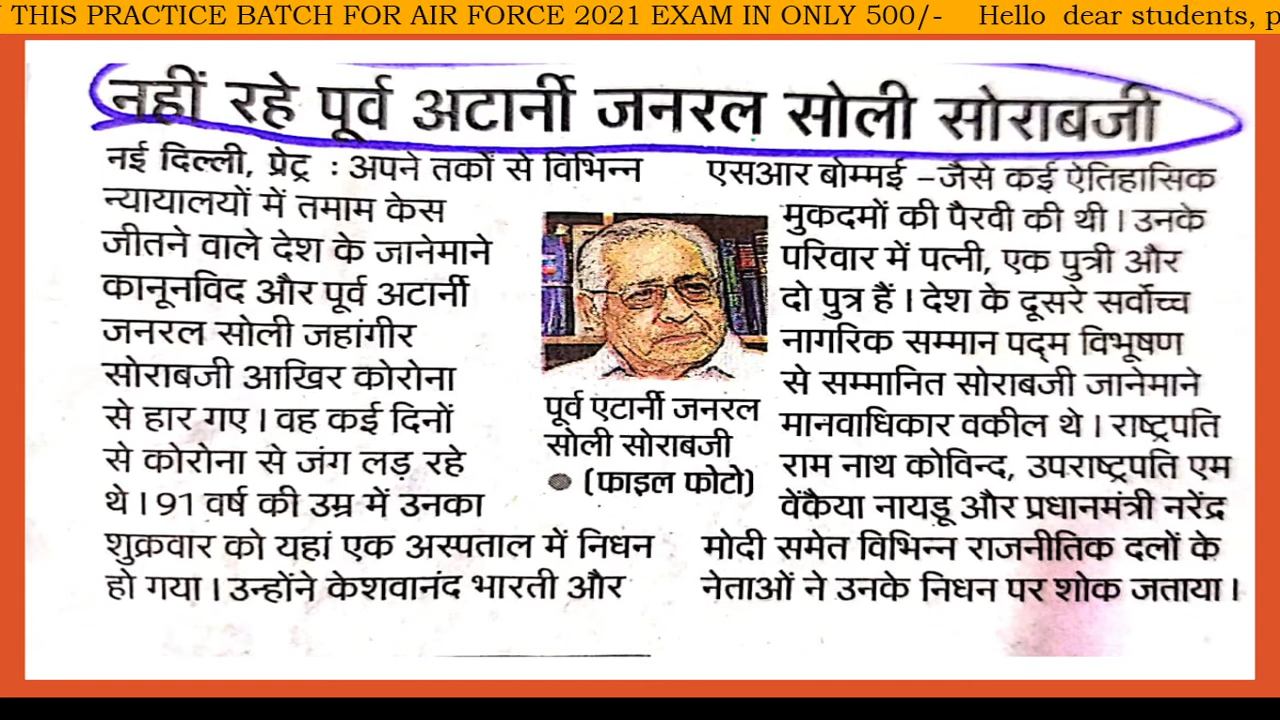 THIS PRACTICE BATCH FOR AIR FORCE 2021 EXAM IN ONLY 500/- Hello dear students,
नहीं रहे पूर्व अटार्नी जनरल सोली सोराबजी
नई दिल्ली, प्रेट्र : अपने तर्कों से विभिन्न
न्यायालयों में तमाम केस
जीतने वाले देश के जानेमाने
कानूनविद और पूर्व अटार्नी
जनरल सोली जहांगीर
सोराबजी आखिर कोरोना
से हार गए । वह कई दिनों
से कोरोना से जंग लड़ रहे
थे । 91 वर्ष की उम्र में उनका
शुक्रवार को यहां एक अस्पताल में निधन
हो गया । उन्होंने केशवानंद भारती और
पूर्व एटार्नी जनरल
सोली सोराबजी
● (फाइल फोटो)
एसआर बोम्मई –जैसे कई ऐतिहासिक
मुकदमों की पैरवी की थी । उनके
परिवार में पत्नी, एक पुत्री और
दो पुत्र हैं । देश के दूसरे सर्वोच्च
नागरिक सम्मान पद्म विभूषण
से सम्मानित सोराबजी जानेमाने
मानवाधिकार वकील थे । राष्ट्रपति
राम नाथ कोविन्द, उपराष्ट्रपति एम
वेंकैया नायडू और प्रधानमंत्री नरेंद्र
मोदी समेत विभिन्न राजनीतिक दलों के
नेताओं ने उनके निधन पर शोक जताया ।